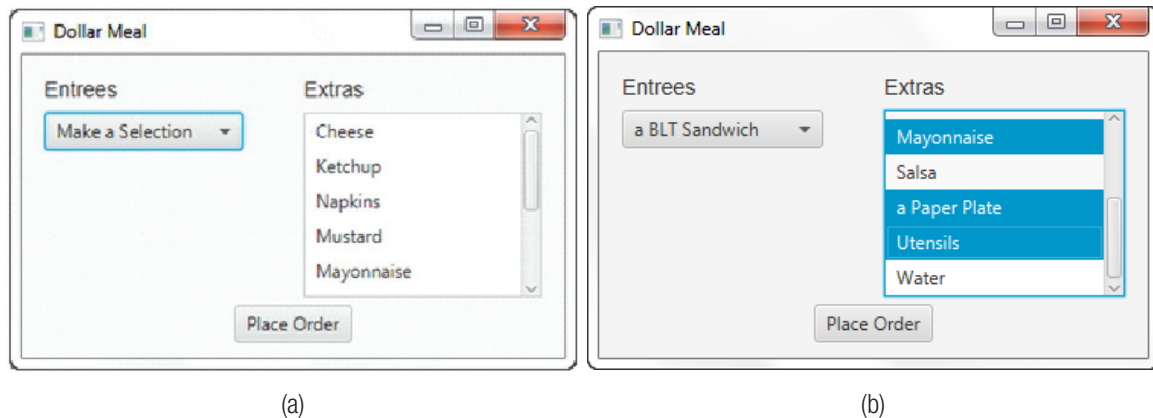 Dollar Meal
Entrees
Extras
Make a Selection
Cheese
Ketchup
Napkins
Mustard
Mayonnaise
Place Order
(a)
Dollar Meal
Entrees
Extras
a BLT Sandwich
Mayonnaise
Salsa
a Paper Plate
Utensils
Water
Place Order
(b)